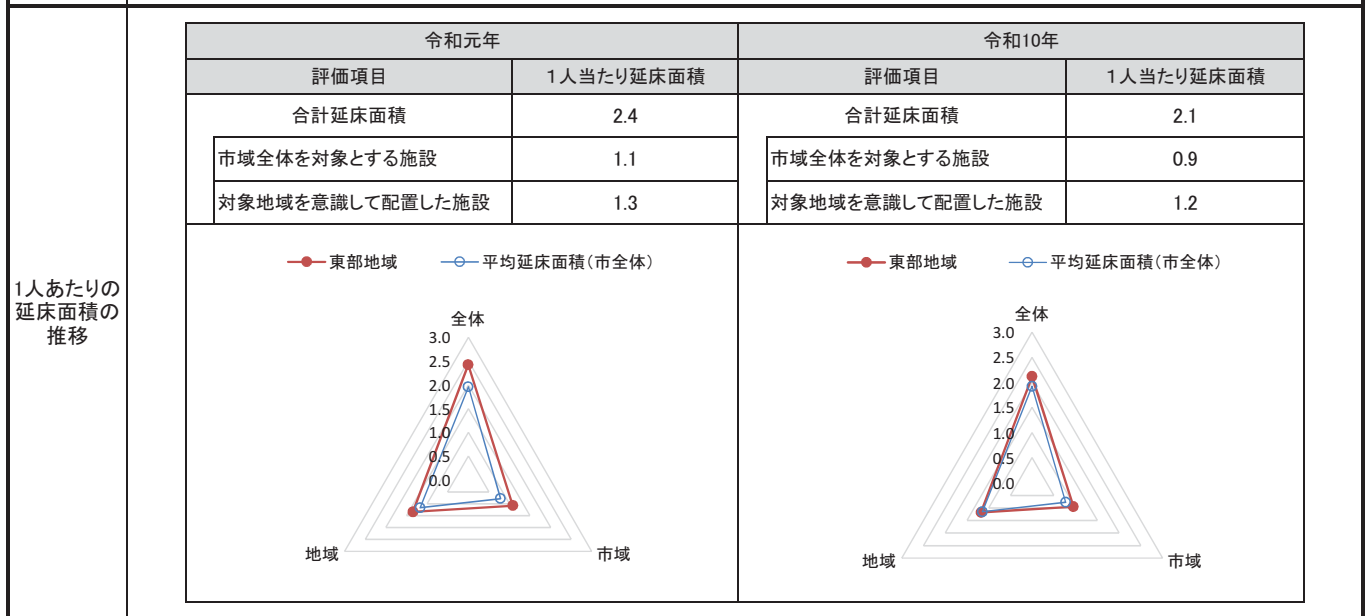 令和元年
令和10年
評価項目
1人当たり延床面積
評価項目
1人当たり延床面積
合計延床面積
2.4
合計延床面積
2.1
市域全体を対象とする施設
1.1
市域全体を対象とする施設
0.9
対象地域を意識して配置した施設
1.3
対象地域を意識して配置した施設
1.2
1人あたりの
延床面積の
推移
東部地域
平均延床面積(市全体)
全体
3.0
2.5
2.0
1.5
1.0
0.5
0.0
地域
市域
東部地域
平均延床面積(市全体)
全体
3.0
2.5
2.0
1.5
1.0
0.5
0.0
地域
市域